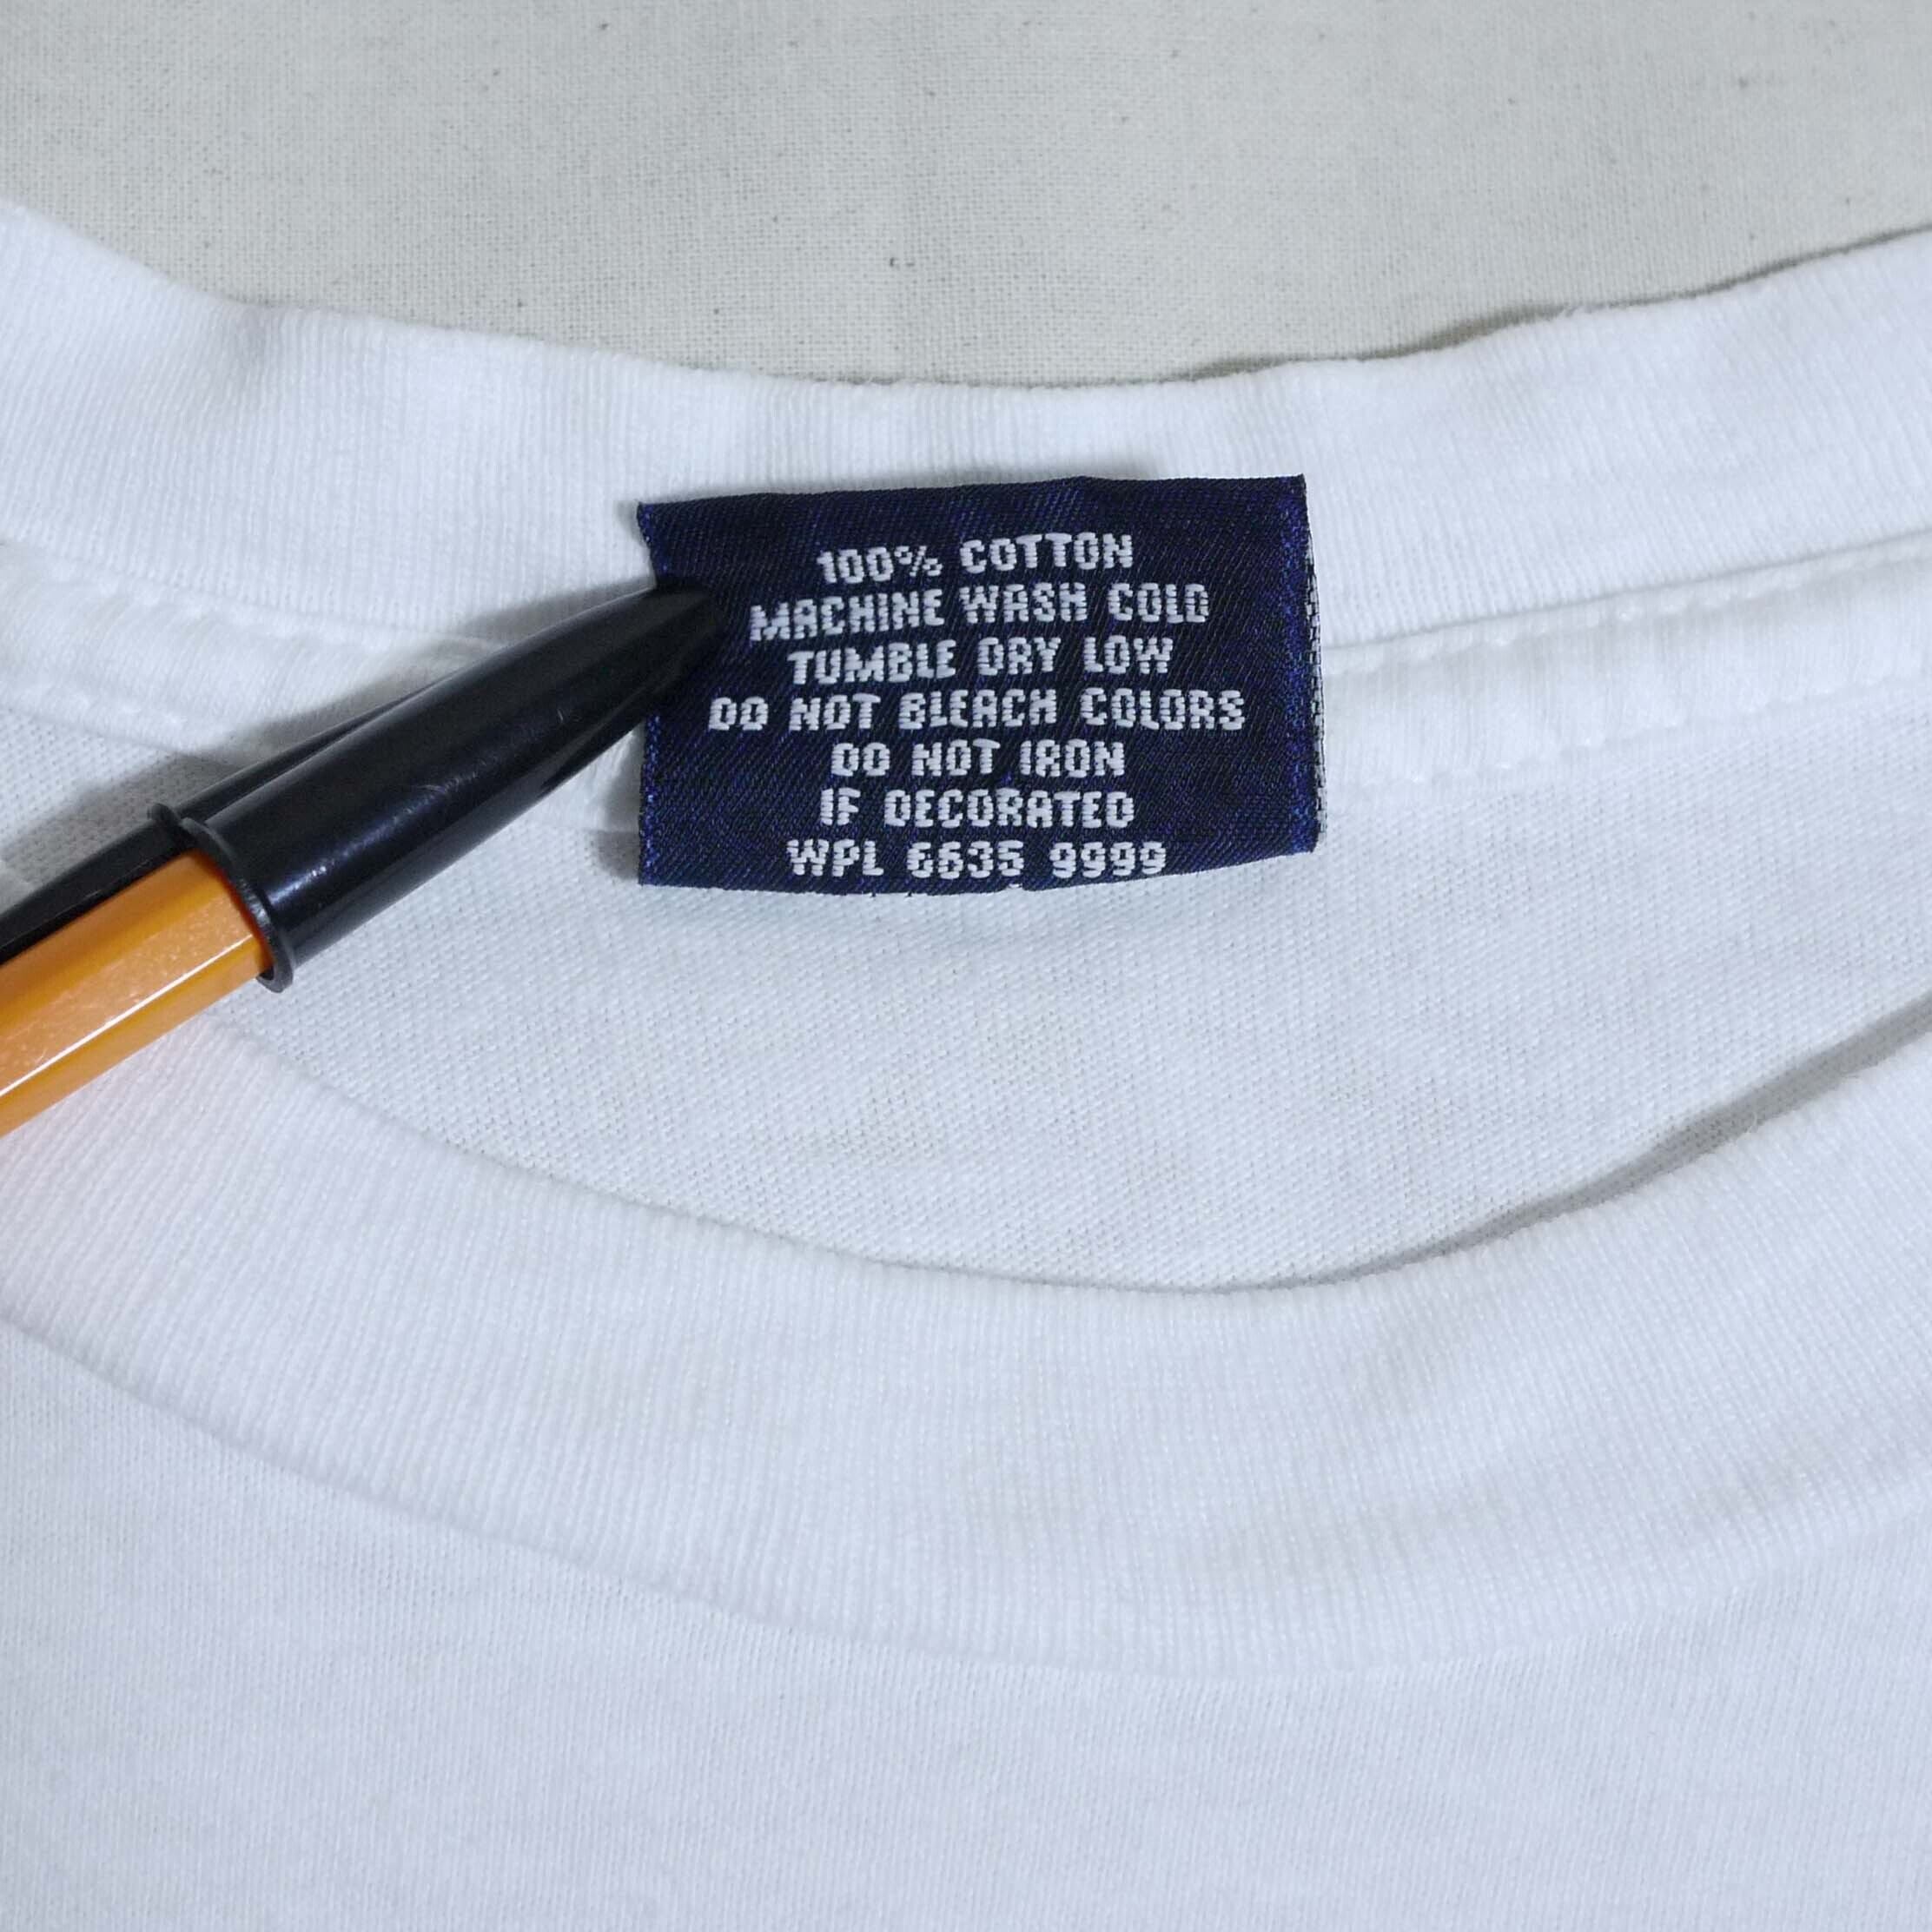 100% COTTON
MACHINE WASH COLD
TUMBLE DRY LOW
DO NOT BLEACH COLORS
DO NOT IRON
IF DECORATED
WPL 6635 9999